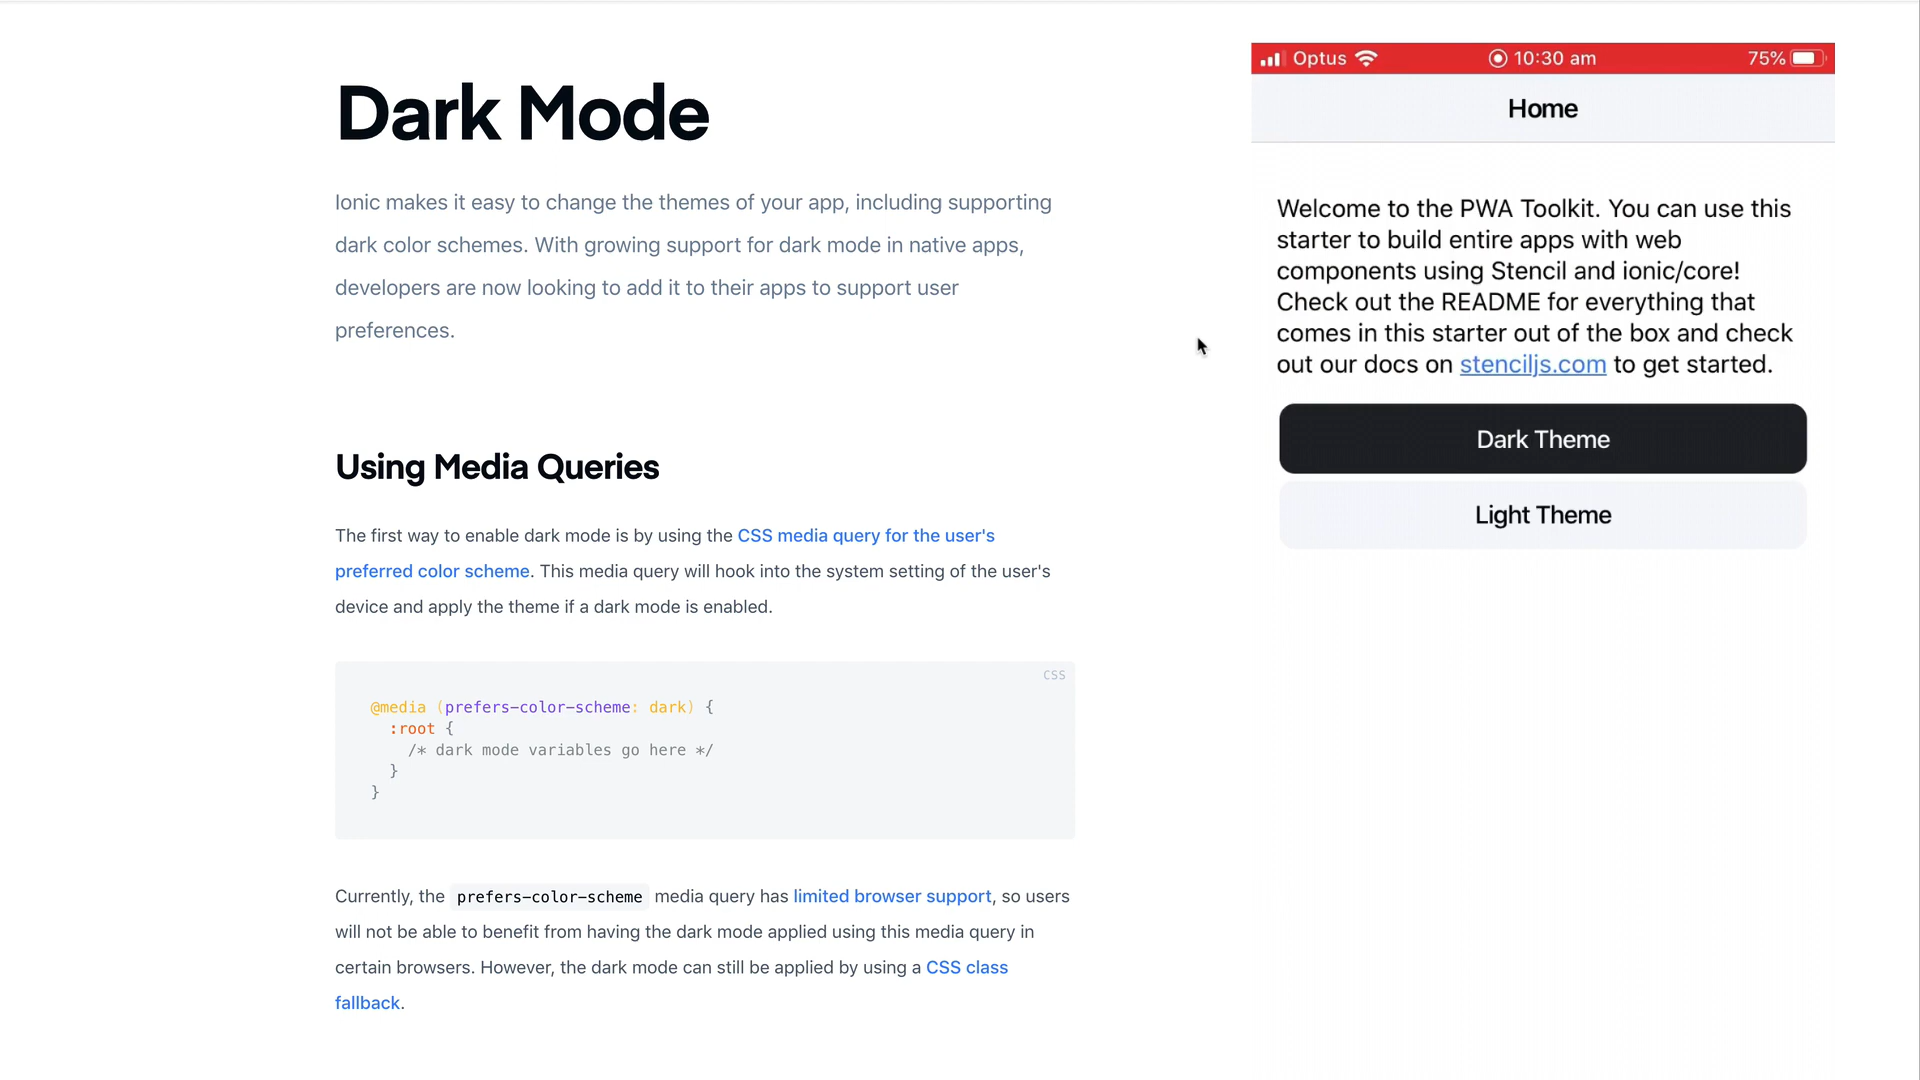 Dark Mode
Ionic makes it easy to change the themes of your app, including supporting
dark color schemes. With growing support for dark mode in native apps,
developers are now looking to add it to their apps to support user
preferences.
Using Media Queries
The first way to enable dark mode is by using the CSS media query for the user's
preferred color scheme. This media query will hook into the system setting of the user's
device and apply the theme if a dark mode is enabled.
CSS
@media (prefers-color-scheme: dark) {
  :root {
    /* dark mode variables go here */
  }
}
Currently, the prefers-color-scheme media query has limited browser support, so users
will not be able to benefit from having the dark mode applied using this media query in
certain browsers. However, the dark mode can still be applied by using a CSS class
fallback.
Optus 10:30 am 75%
Home
Welcome to the PWA Toolkit. You can use this
starter to build entire apps with web
components using Stencil and ionic/core!
Check out the README for everything that
comes in this starter out of the box and check
out our docs on stenciljs.com to get started.
Dark Theme
Light Theme